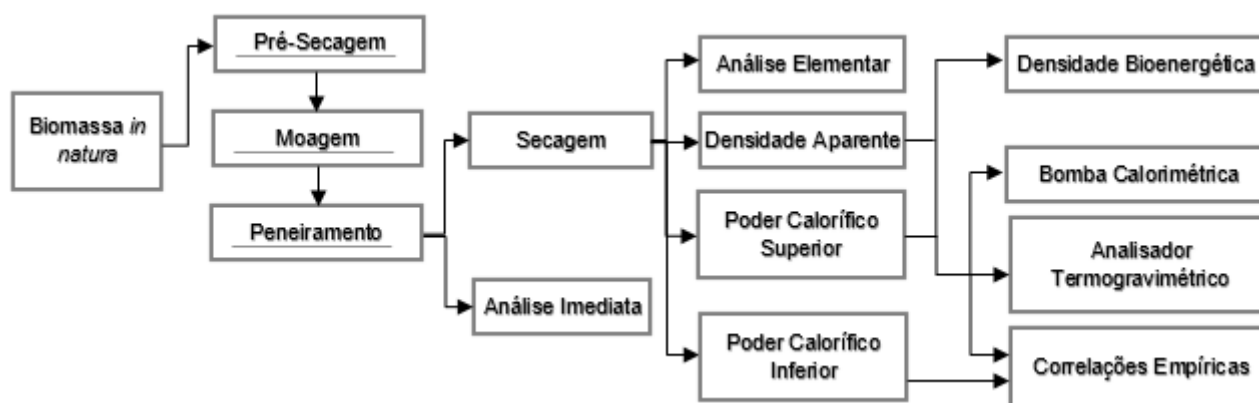 Biomassa in
natura
Pré-Secagem
Moagem
Peneiramento
Secagem
Análise Imediata
Análise Elementar
Densidade Aparente
Poder Calorífico
Superior
Poder Calorífico
Inferior
Densidade Bioenergética
Bomba Calorimétrica
Analisador
Termogravimétrico
Correlações Empíricas